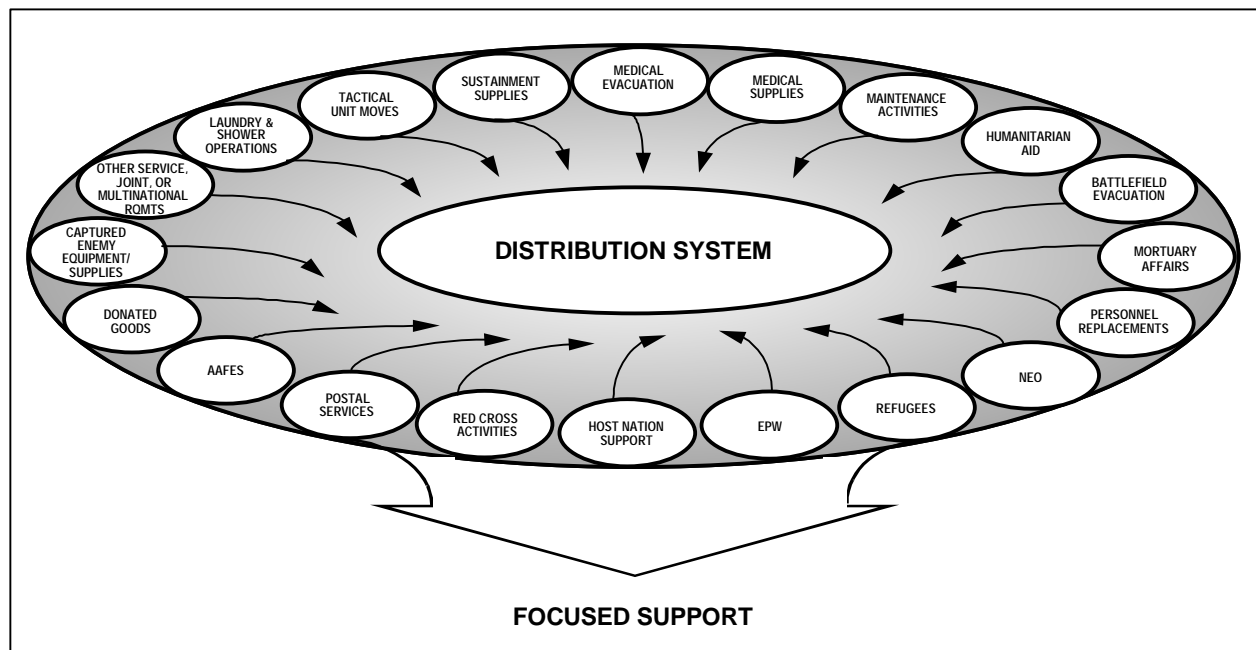 MEDICAL
EVACUATION
MEDICAL
SUPPLIES
MAINTENANCE
ACTIVITIES
HUMANITARIAN
AID
BATTLEFIELD
EVACUATION
MORTUARY
AFFAIRS
PERSONNEL
REPLACEMENTS
NEO
REFUGEES
EPW
HOST NATION
SUPPORT
RED CROSS
ACTIVITIES
POSTAL
SERVICES
AAFES
DONATED
GOODS
CAPTURED
ENEMY
EQUIPMENT/
SUPPLIES
OTHER SERVICE,
JOINT, OR
MULTINATIONAL
RQMTS
LAUNDRY &
SHOWER
OPERATIONS
TACTICAL
UNIT MOVES
SUSTAINMENT
SUPPLIES
DISTRIBUTION SYSTEM
FOCUSED SUPPORT